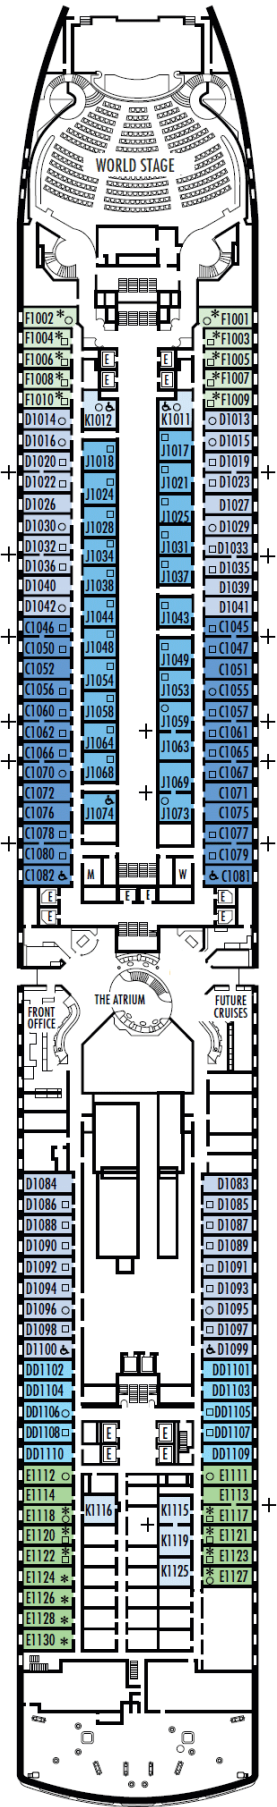 WORLD STAGE
F1002 F1001
F1004 F1003
F1006 E E F1005
F1008 E E F1007
F1010 F1009
D1014 K1012 K1011 D1013
D1016 J1017 D1015
D1020 J1018 D1019
D1022 J1021 D1023
D1026 J1024 J1025 D1027
D1030 J1028 D1029
D1032 J1034 J1031 D1033
D1036 J1037 D1035
D1040 J1038 D1039
D1042 J1044 J1043 D1041
C1046 C1045
C1050 J1048 J1049 C1047
C1052 J1054 C1051
C1056 J1053 C1055
C1060 J1058 J1059 C1057
C1062 J1064 J1063 C1061
C1066 C1065
C1070 J1068 J1069 C1067
C1072 C1071
C1076 J1074 J1073 C1075
C1078 C1077
C1080 C1079
C1082 M W C1081
E E E E
E E
THE ATRIUM
FRONT
OFFICE
FUTURE
CRUISES
D1084 D1083
D1086 D1085
D1088 D1087
D1090 D1089
D1092 D1091
D1094 D1093
D1096 D1095
D1098 D1097
D1100 D1099
DD1102 DD1101
DD1104 DD1103
DD1106 DD1105
DD1108 E E DD1107
DD1110 E E DD1109
E1112 E1111
E1114 E1113
E1118 K1116 K1115 E1117
E1120 K1119 E1121
E1122 E1123
E1124 K1125 E1127
E1126
E1128
E1130